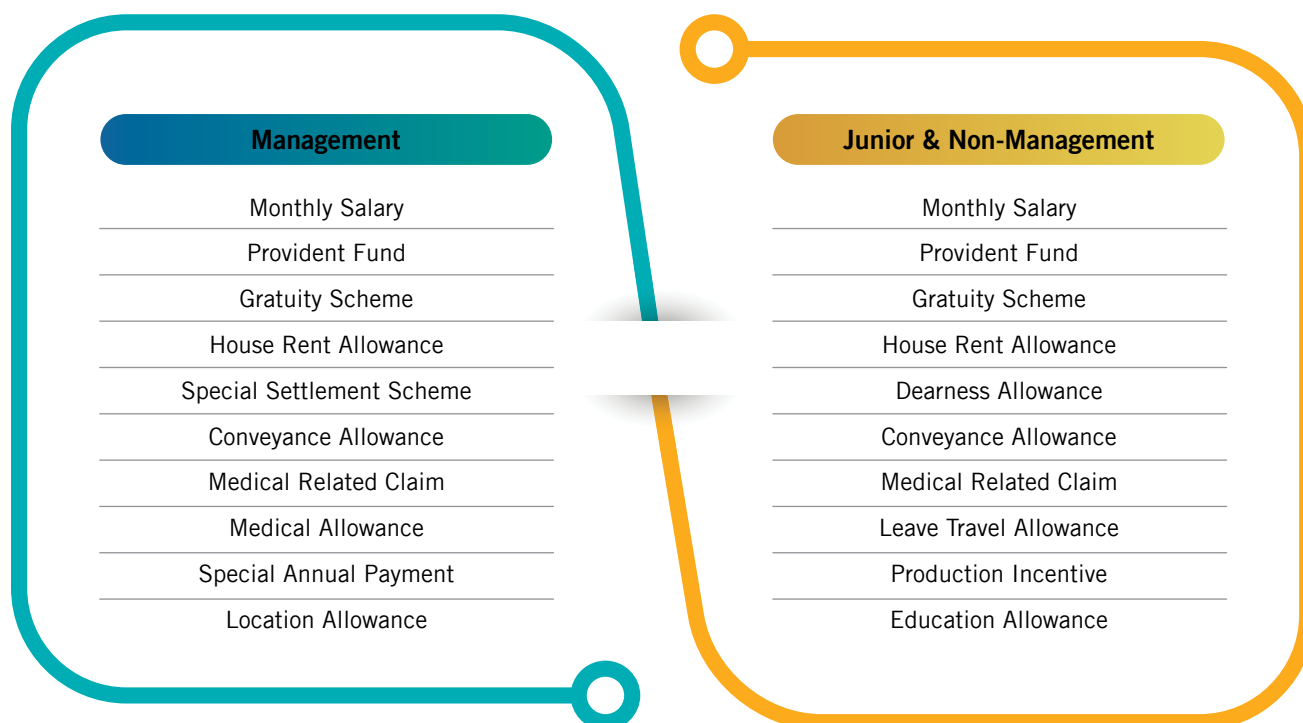 Management
Monthly Salary
Provident Fund
Gratuity Scheme
House Rent Allowance
Special Settlement Scheme
Conveyance Allowance
Medical Related Claim
Medical Allowance
Special Annual Payment
Location Allowance
Junior & Non-Management
Monthly Salary
Provident Fund
Gratuity Scheme
House Rent Allowance
Dearness Allowance
Conveyance Allowance
Medical Related Claim
Leave Travel Allowance
Production Incentive
Education Allowance